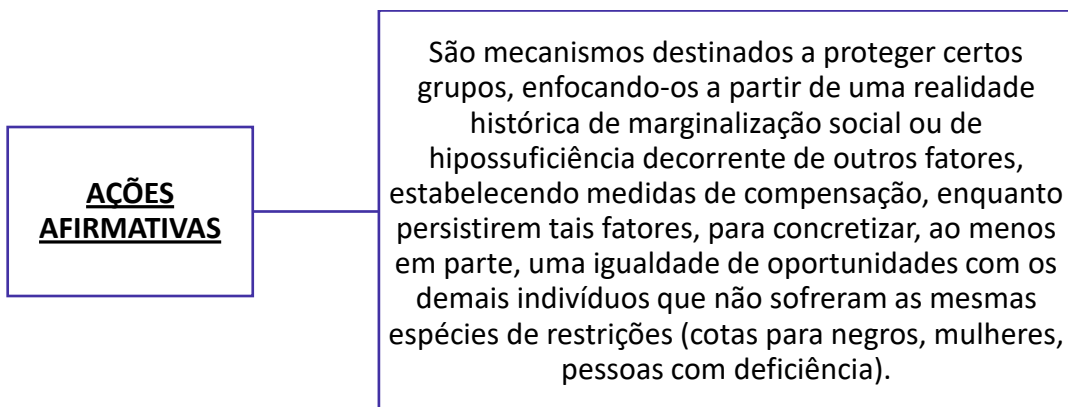 AÇÕES
AFIRMATIVAS
São mecanismos destinados a proteger certos
grupos, enfocando-os a partir de uma realidade
histórica de marginalização social ou de
hipossuficiência decorrente de outros fatores,
estabelecendo medidas de compensação, enquanto
persistirem tais fatores, para concretizar, ao menos
em parte, uma igualdade de oportunidades com os
demais indivíduos que não sofreram as mesmas
espécies de restrições (cotas para negros, mulheres,
pessoas com deficiência).